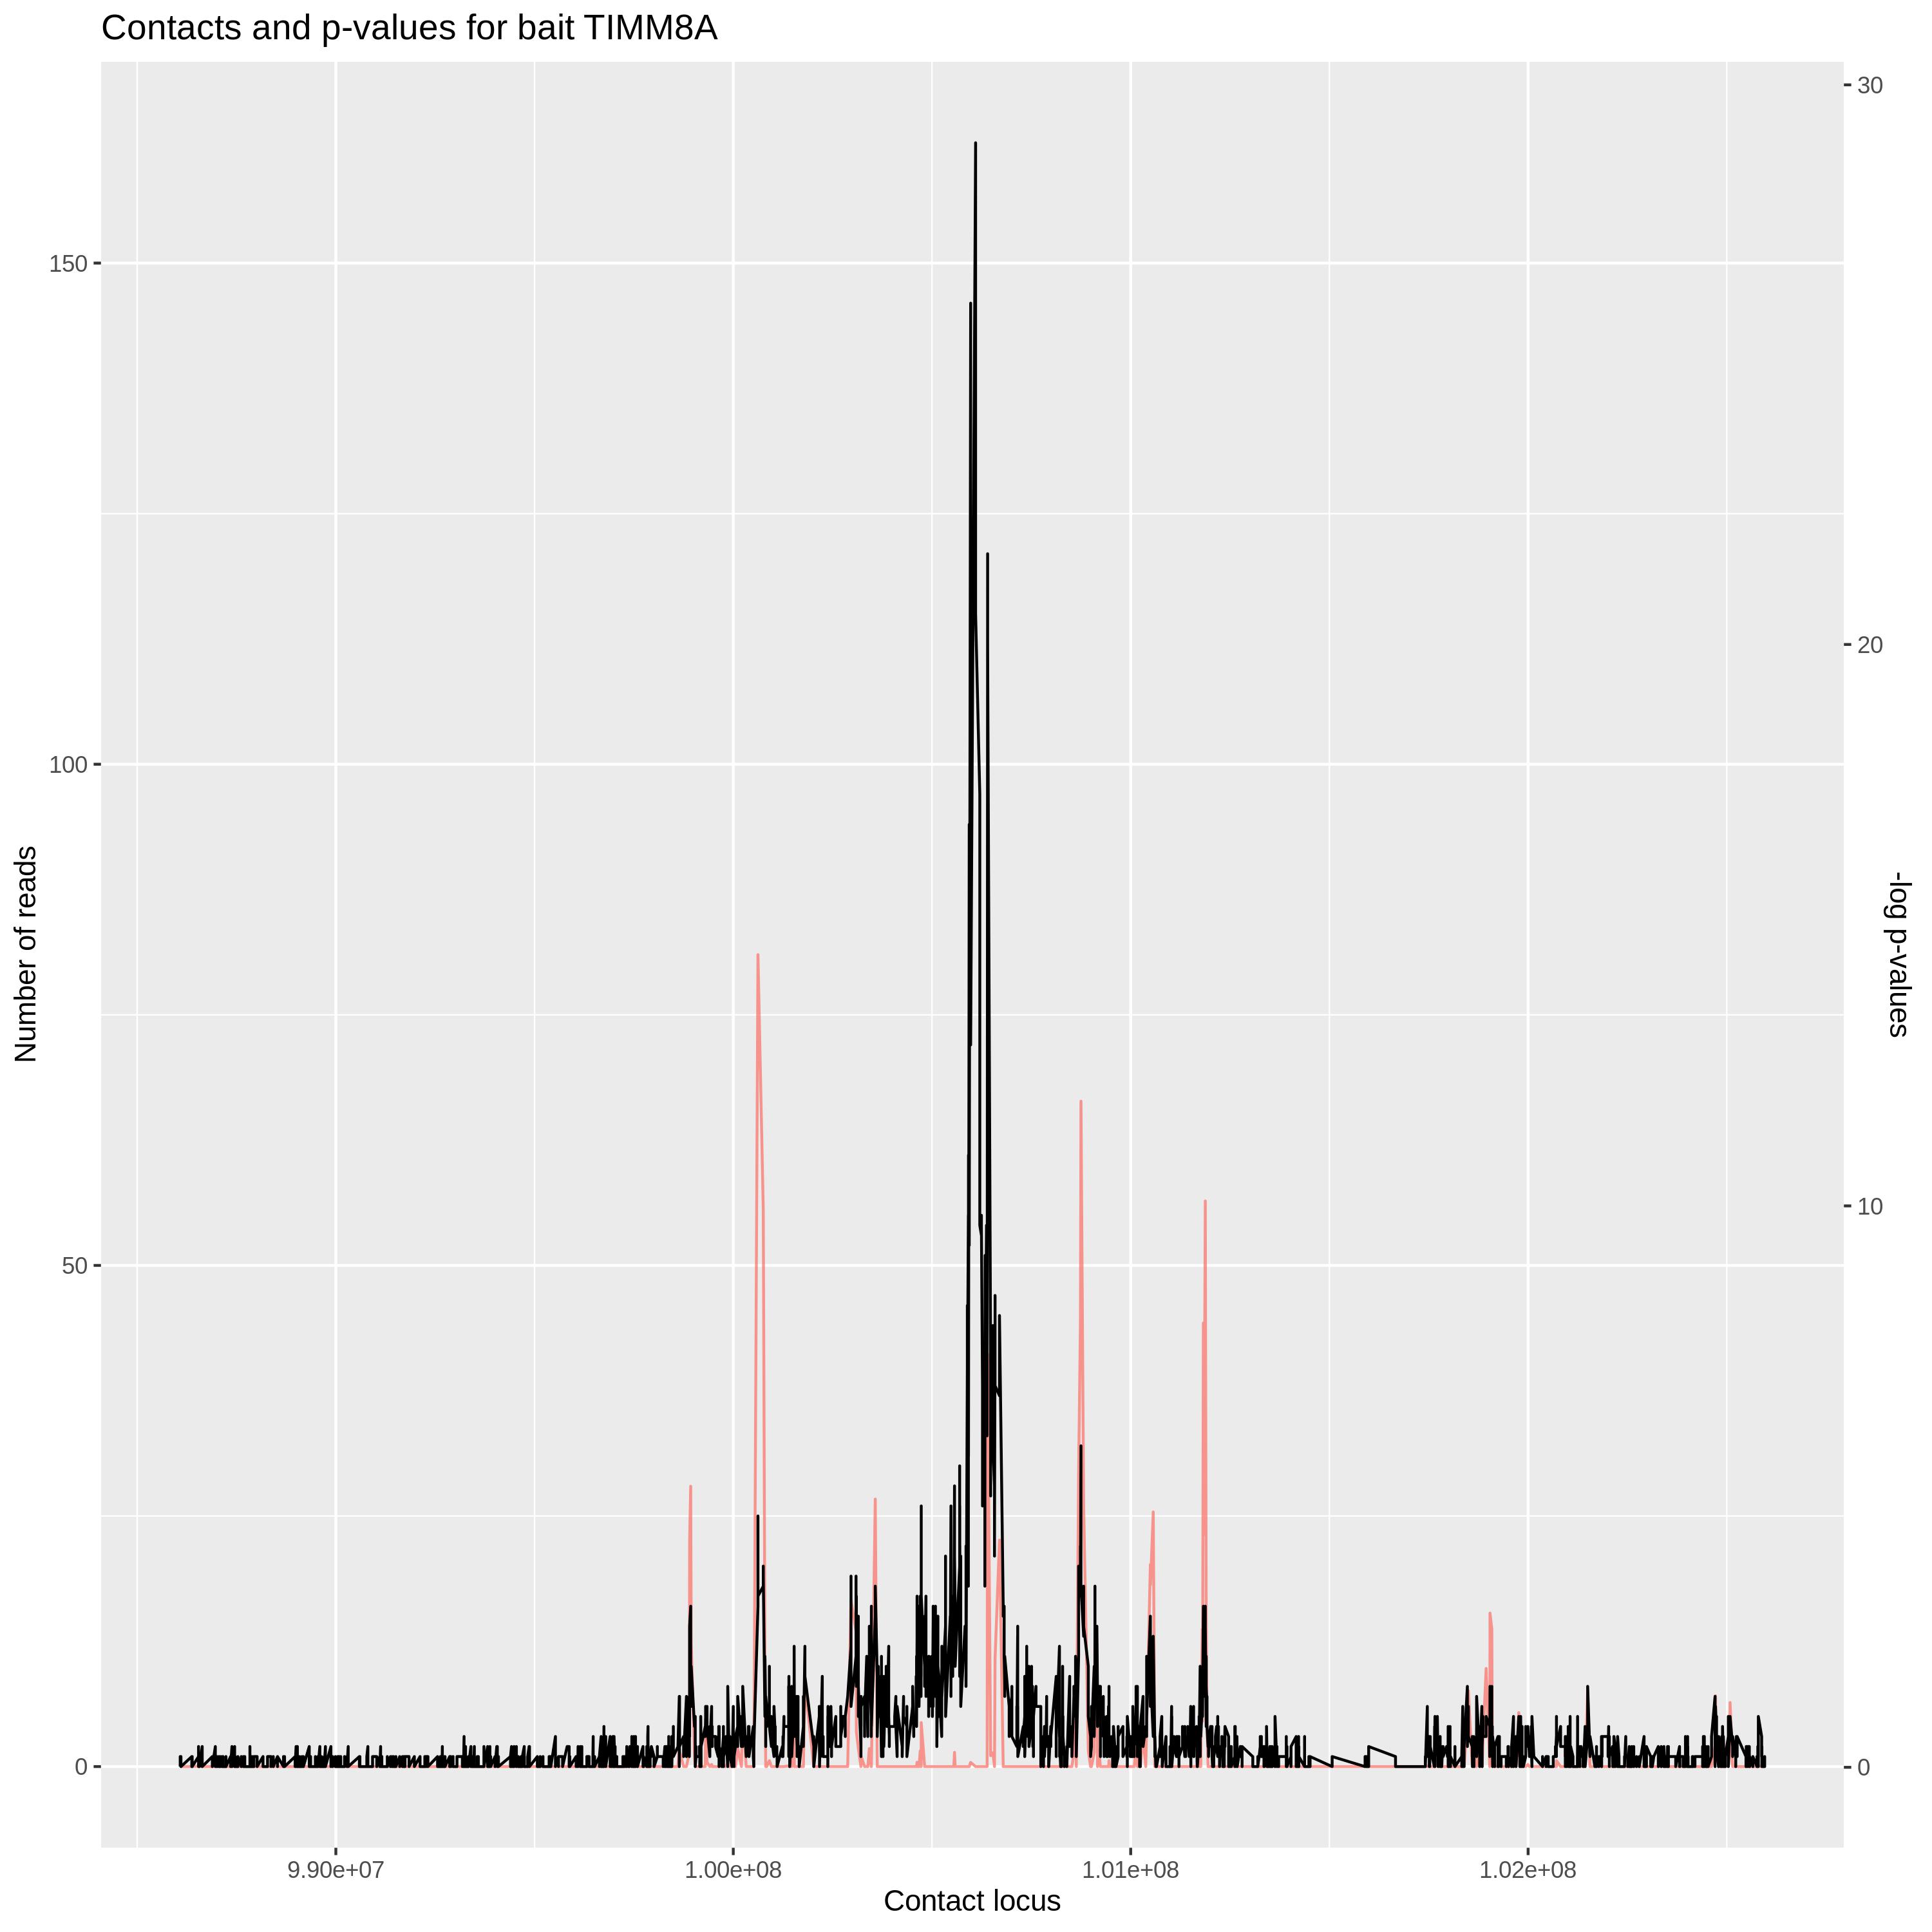 Contacts and p-values for bait TIMM8A
30
150
20
100
Number of reads
-log p-values
10
50
0
0
9.90e+07
1.00e+08
1.01e+08
1.02e+08
Contact locus